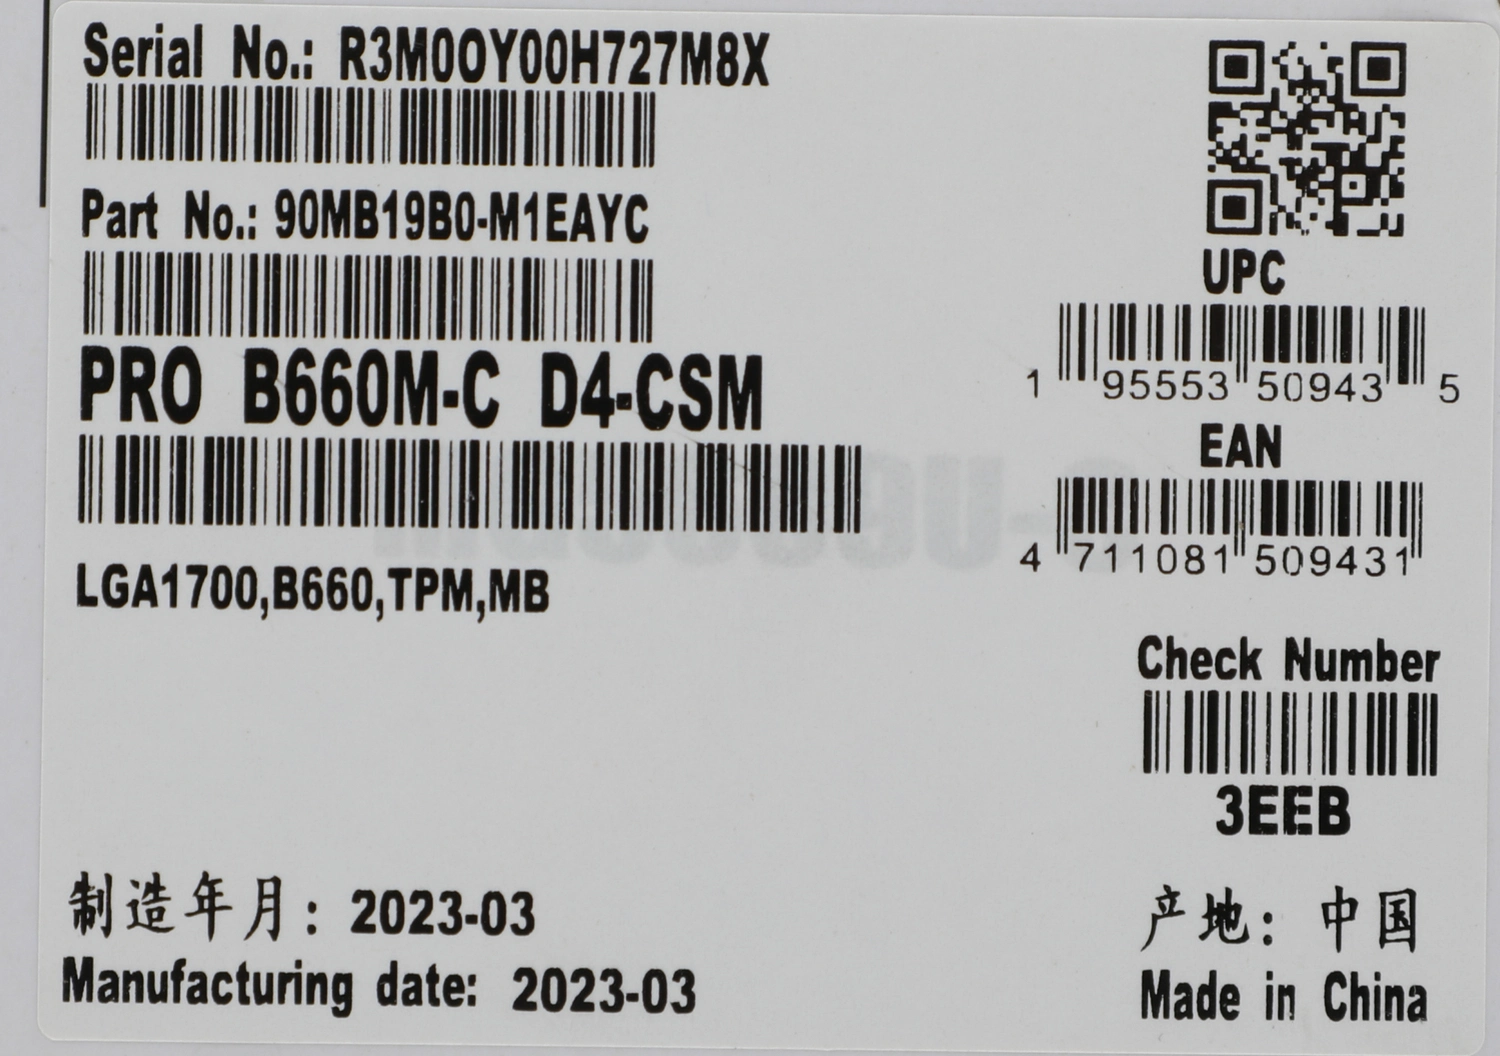 Serial No.: R3M0OY00H727M8X
Part No.: 90MB19B0-M1EAYC
PRO B660M-C D4-CSM
LGA1700,B660,TPM,MB
UPC
1 95553 50943 5
EAN
4 711081 509431
Check Number
3EEB
制造年月: 2023-03
Manufacturing date: 2023-03
产地: 中国
Made in China